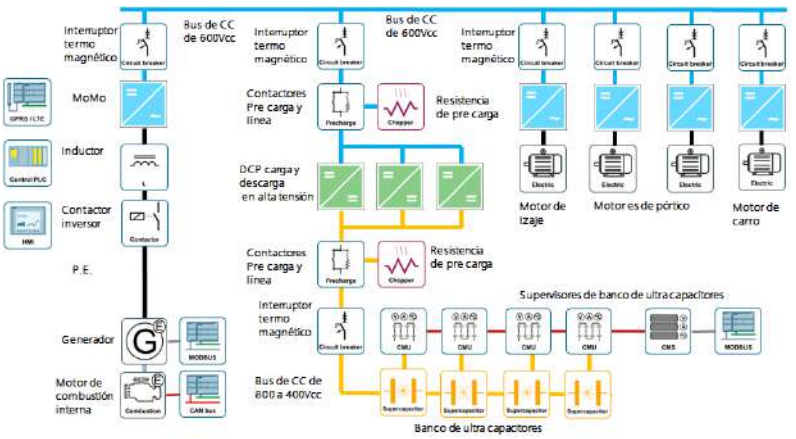 Bus de CC
de 600Vcc
Bus de CC
de 600Vcc
Interruptor
termo
magnético
Circuit breaker
Interruptor
termo
magnético
Circuit breaker
Interruptor
termo
magnético
Circuit breaker
Circuit breaker
Circuit breaker
Circuit breaker
GPRS / LTE
MoMo
Contactores
Pre carga y
línea
Precharge
Chopper
Resistencia
de pre carga
Control PLC
Inductor
L
DCP carga y
descarga
en alta tensión
Electric
Electric
Electric
Electric
Motor de
Izaje
Motor es de pórtico
Motor de
carro
HMI
Contactor
inversor
Contactor
P.E.
Contactores
Pre carga y
línea
Precharge
Chopper
Resistencia
de pre carga
Interruptor
termo
magnético
Circuit breaker
Supervisores de banco de ultra capacitores
CMU
CMU
CMU
CMU
CMS
MODBUS
Generador
G
E
MODBUS
Motor de
combustión
interna
E
Combustion
CAN bus
Bus de CC de
800 a 400Vcc
Supercapacitor
Supercapacitor
Supercapacitor
Supercapacitor
Banco de ultra capacitores